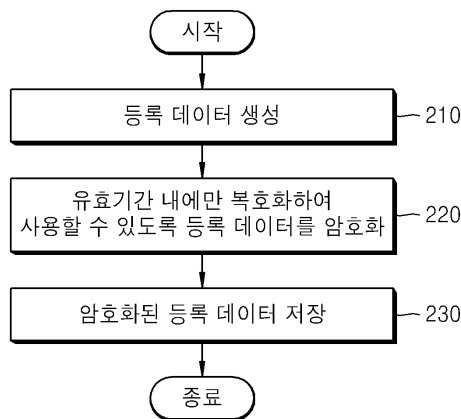 시작
등록 데이터 생성
210
유효기간 내에만 복호화하여
사용할 수 있도록 등록 데이터를 암호화
220
암호화된 등록 데이터 저장
230
종료